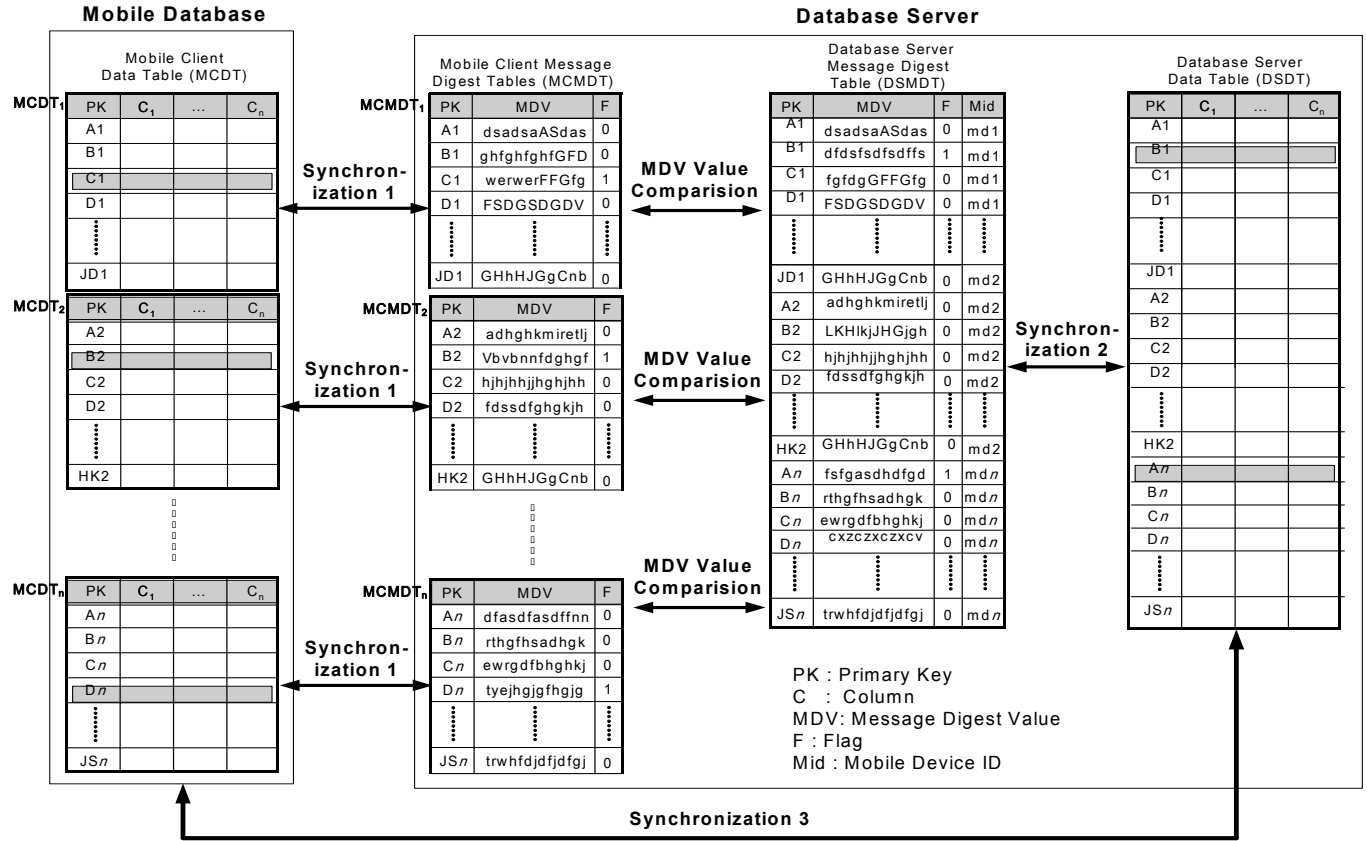 Mobile Database
Database Server
Mobile Client
Data Table (MCDT)
MCDT1 PK C1 ... Cn
A1
B1
C1
D1
JD1
MCDT2 PK C1 ... Cn
A2
B2
C2
D2
HK2
MCDTn PK C1 ... Cn
An
Bn
Cn
Dn
JSn
Synchron-
ization 1
Synchron-
ization 1
Synchron-
ization 1
Mobile Client Message
Digest Tables (MCMDT)
MCMDT1 PK MDV F
A1 dsadsaASdas 0
B1 ghfghfghfGFD 0
C1 werwerFFGfg 1
D1 FSDGSDGDV 0
JD1 GHhHJGgCnb 0
MCMDT2 PK MDV F
A2 adhghkmiretlj 0
B2 Vbvbnnfdghgf 1
C2 hjhjhhjjhghjhh 0
D2 fdssdfghgkjh 0
HK2 GHhHJGgCnb 0
MCMDTn PK MDV F
An dfasdfasdffnn 0
Bn rthgfhsadhgk 0
Cn ewrgdfbhghkj 0
Dn tyejhgjgfhgjg 1
JSn trwhfdjdfjdfgj 0
MDV Value
Comparision
MDV Value
Comparision
MDV Value
Comparision
Database Server
Message Digest
Table (DSMDT)
PK MDV F Mid
A1 dsadsaASdas 0 md1
B1 dfdsfsdfsdffs 1 md1
C1 fgfdgGFFGfg 0 md1
D1 FSDGSDGDV 0 md1
JD1 GHhHJGgCnb 0 md2
A2 adhghkmiretlj 0 md2
B2 LKHlkjJHGjgh 0 md2
C2 hjhjhhjjhghjhh 0 md2
D2 fdssdfghgkjh 0 md2
HK2 GHhHJGgCnb 0 md2
An fsfgasdhdfgd 1 mdn
Bn rthgfhsadhgk 0 mdn
Cn ewrgdfbhghkj 0 mdn
Dn cxzczxczxcv 0 mdn
JSn trwhfdjdfjdfgj 0 mdn
Synchron-
ization 2
Database Server
Data Table (DSDT)
PK C1 ... Cn
A1
B1
C1
D1
JD1
A2
B2
C2
D2
HK2
An
Bn
Cn
Dn
JSn
PK : Primary Key
C : Column
MDV: Message Digest Value
F : Flag
Mid : Mobile Device ID
Synchronization 3